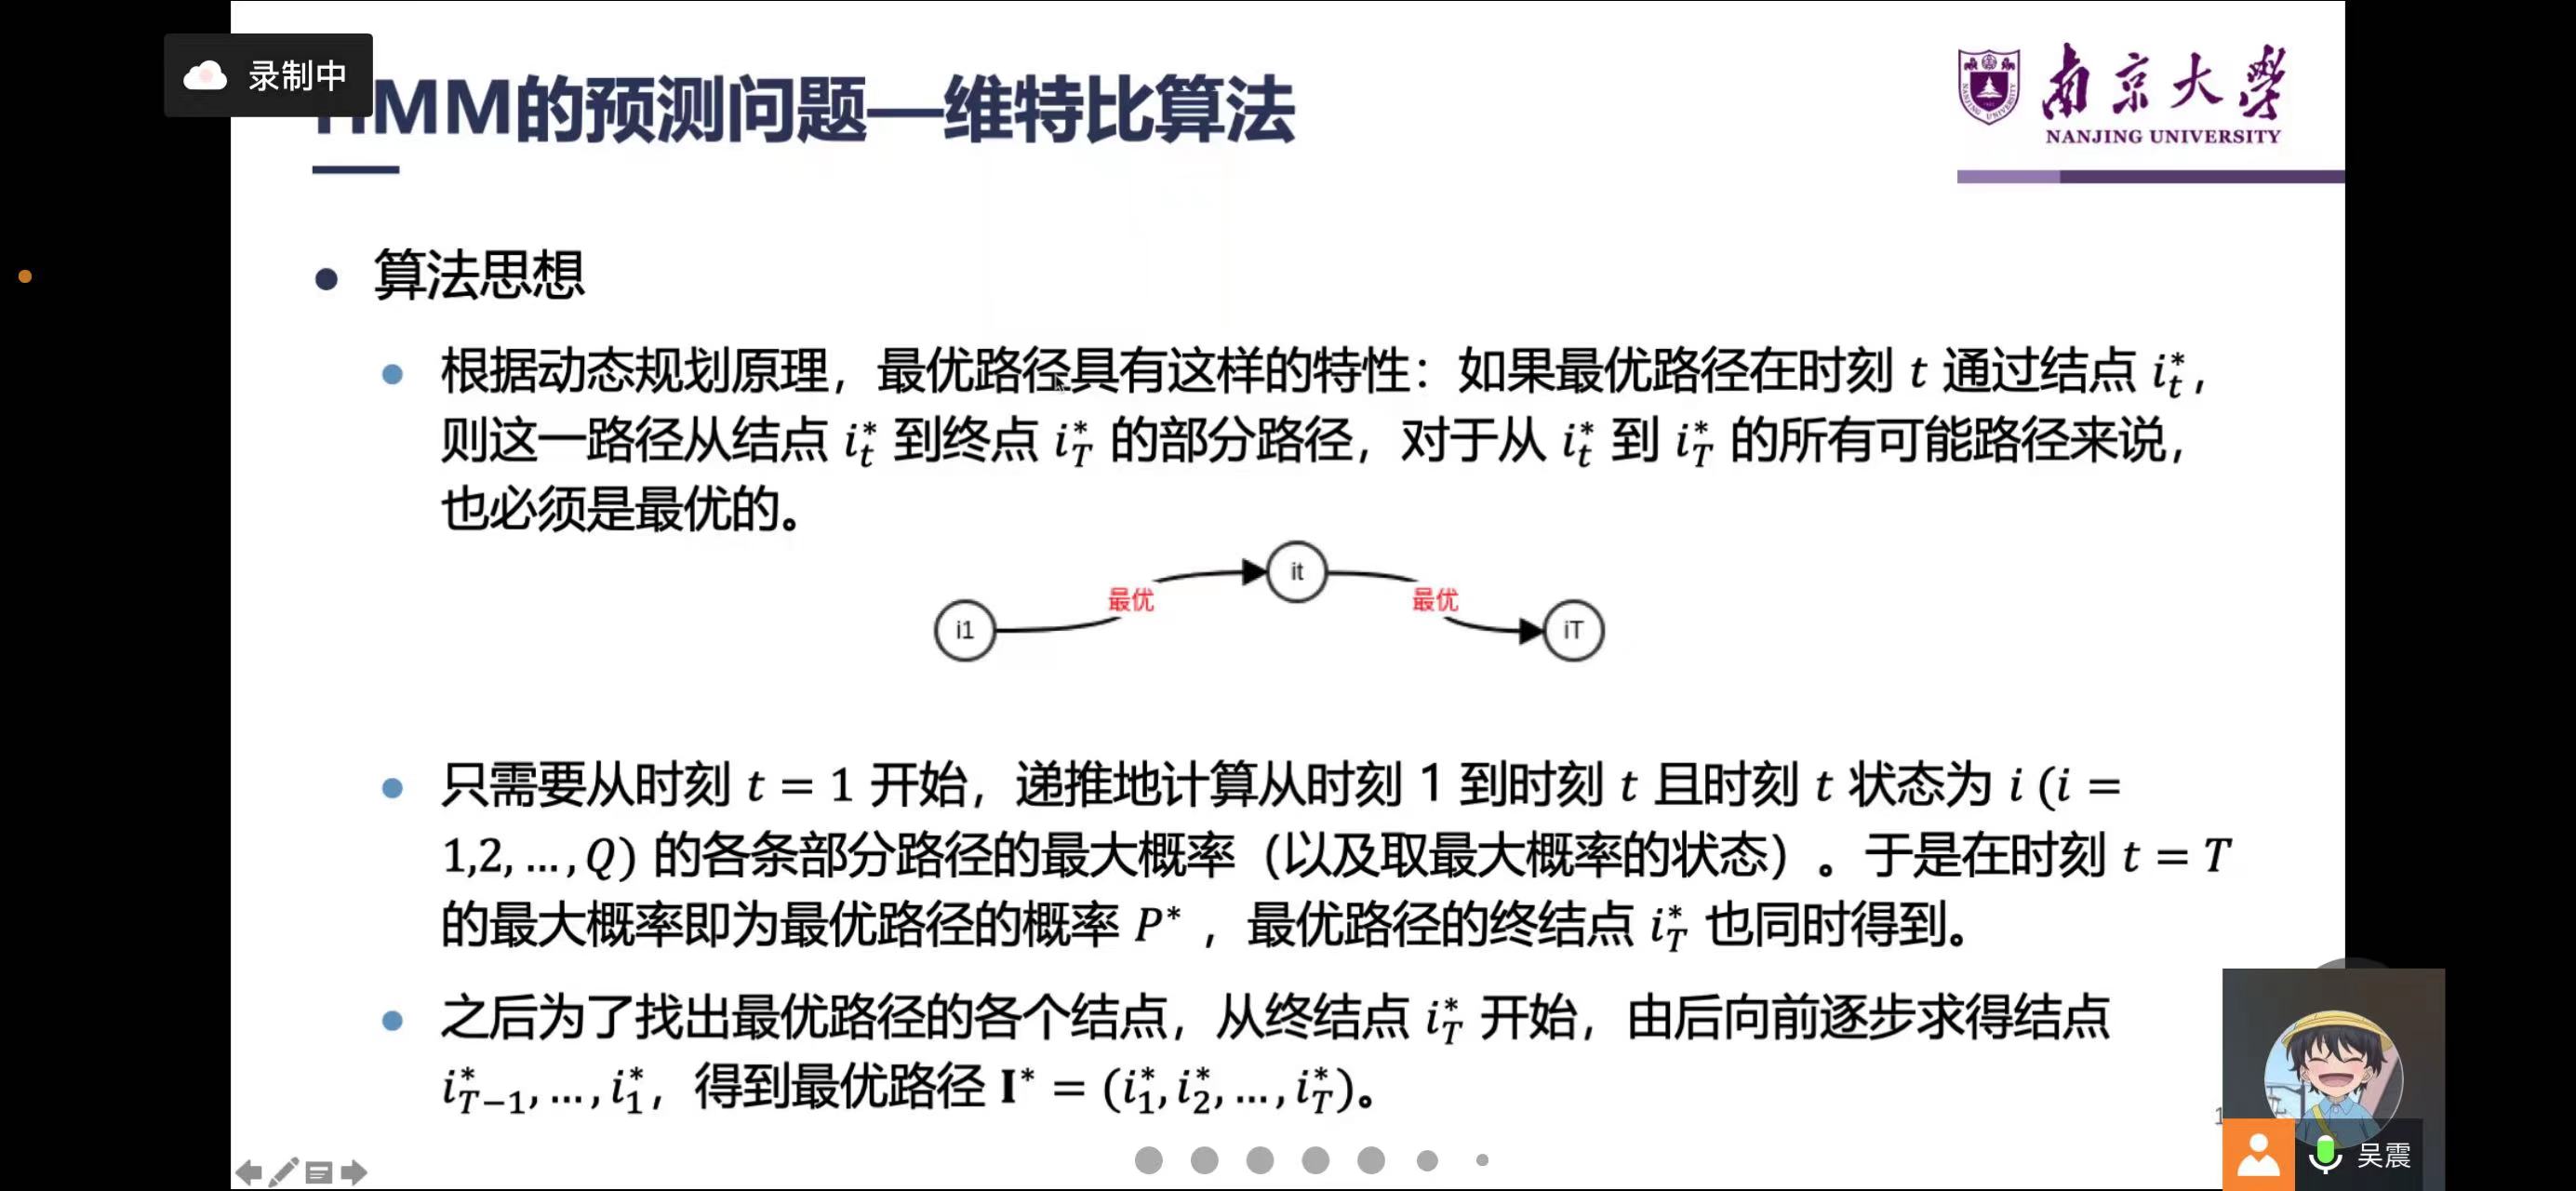 录制中
HMM的预测问题—维特比算法
南京大学
NANJING UNIVERSITY
算法思想
根据动态规划原理，最优路径具有这样的特性：如果最优路径在时刻 t 通过结点 i_t^*，
则这一路径从结点 i_t^* 到终点 i_T^* 的部分路径，对于从 i_t^* 到 i_T^* 的所有可能路径来说，
也必须是最优的。
i1 最优 it 最优 iT
只需要从时刻 t = 1 开始，递推地计算从时刻 1 到时刻 t 且时刻 t 状态为 i (i =
1,2, ..., Q) 的各条部分路径的最大概率（以及取最大概率的状态）。于是在时刻 t = T
的最大概率即为最优路径的概率 P^* ，最优路径的终结点 i_T^* 也同时得到。
之后为了找出最优路径的各个结点，从终结点 i_T^* 开始，由后向前逐步求得结点
i_{T-1}^*, ..., i_1^*，得到最优路径 I^* = (i_1^*, i_2^*, ..., i_T^*)。
吴震